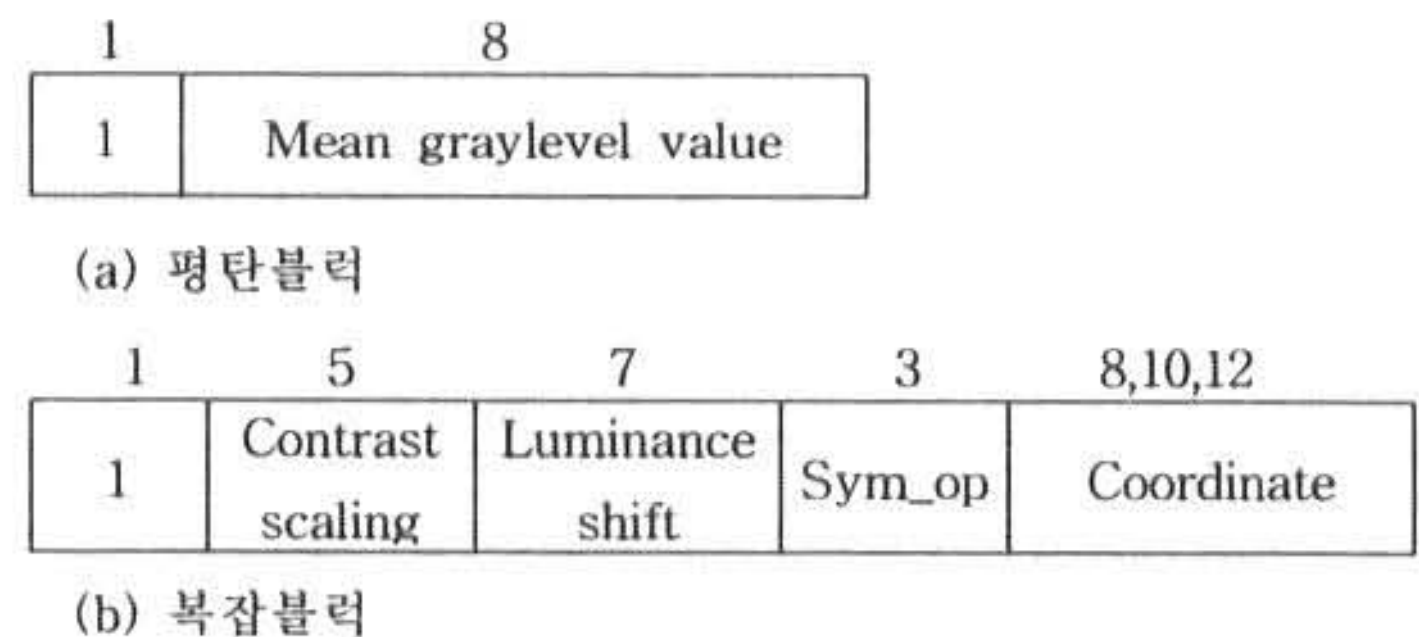 1 8
1 Mean graylevel value
(a) 평탄블럭
1 5 7 3 8,10,12
1 Contrast scaling Luminance shift Sym_op Coordinate
(b) 복잡블럭